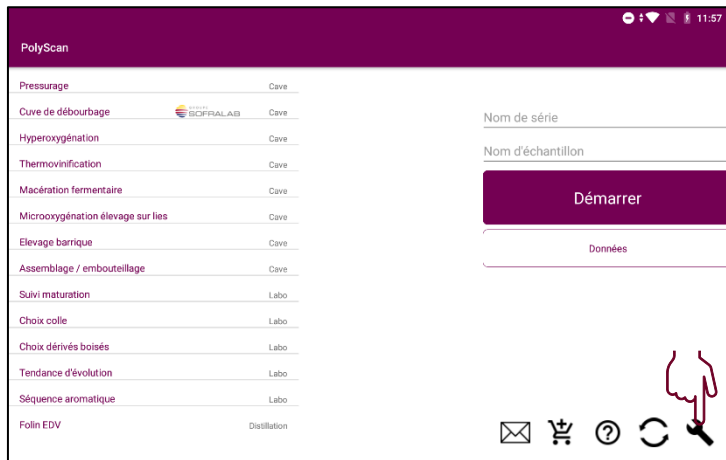 11:57
PolyScan
Pressurage Cave
Cuve de débourbage GROUPE SOFRALAB Cave
Hyperoxygénation Cave
Thermovinification Cave
Macération fermentaire Cave
Microoxygénation élevage sur lies Cave
Elevage barrique Cave
Assemblage / embouteillage Cave
Suivi maturation Labo
Choix colle Labo
Choix dérivés boisés Labo
Tendance d'évolution Labo
Séquence aromatique Labo
Folin EDV Distillation
Nom de série
Nom d'échantillon
Démarrer
Données